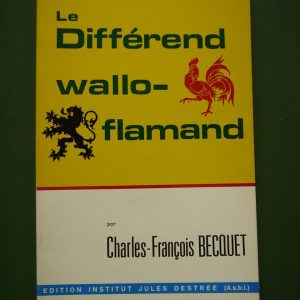 Le
Différend
wallo-
flamand
par
Charles-François BECQUET
EDITION INSTITUT JULES DESTRÉE (A.s.b.l.)